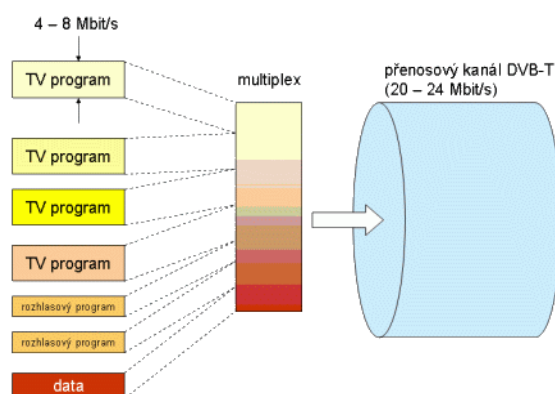 4 – 8 Mbit/s
TV program
TV program
TV program
TV program
rozhlasový program
rozhlasový program
data
multiplex
přenosový kanál DVB-T
(20 – 24 Mbit/s)